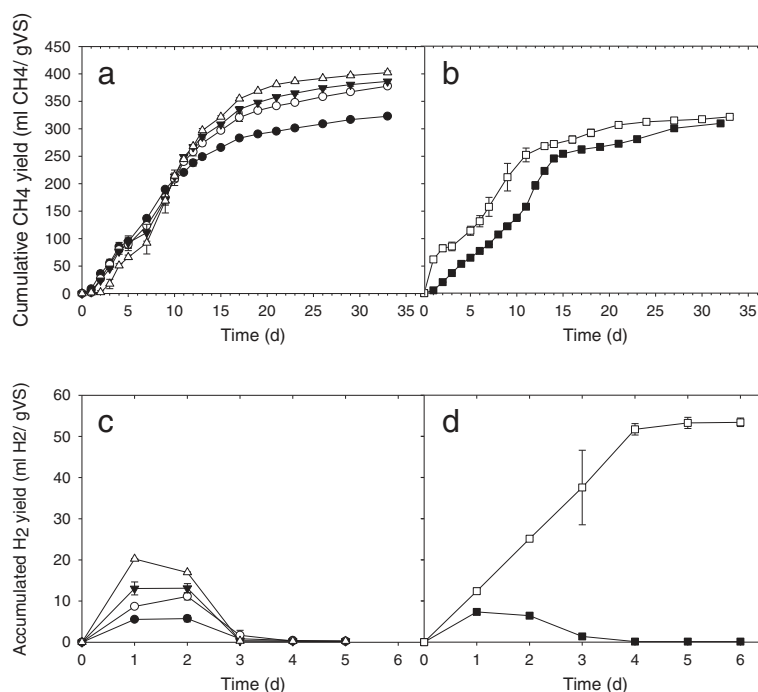 a
b
Cumulative CH4 yield (ml CH4/ gVS)
450
400
350
300
250
200
150
100
50
0
0 5 10 15 20 25 30 35
0 5 10 15 20 25 30 35
Time (d)
Time (d)
c
d
Accumulated H2 yield (ml H2/ gVS)
60
50
40
30
20
10
0
0 1 2 3 4 5 6
0 1 2 3 4 5 6
Time (d)
Time (d)